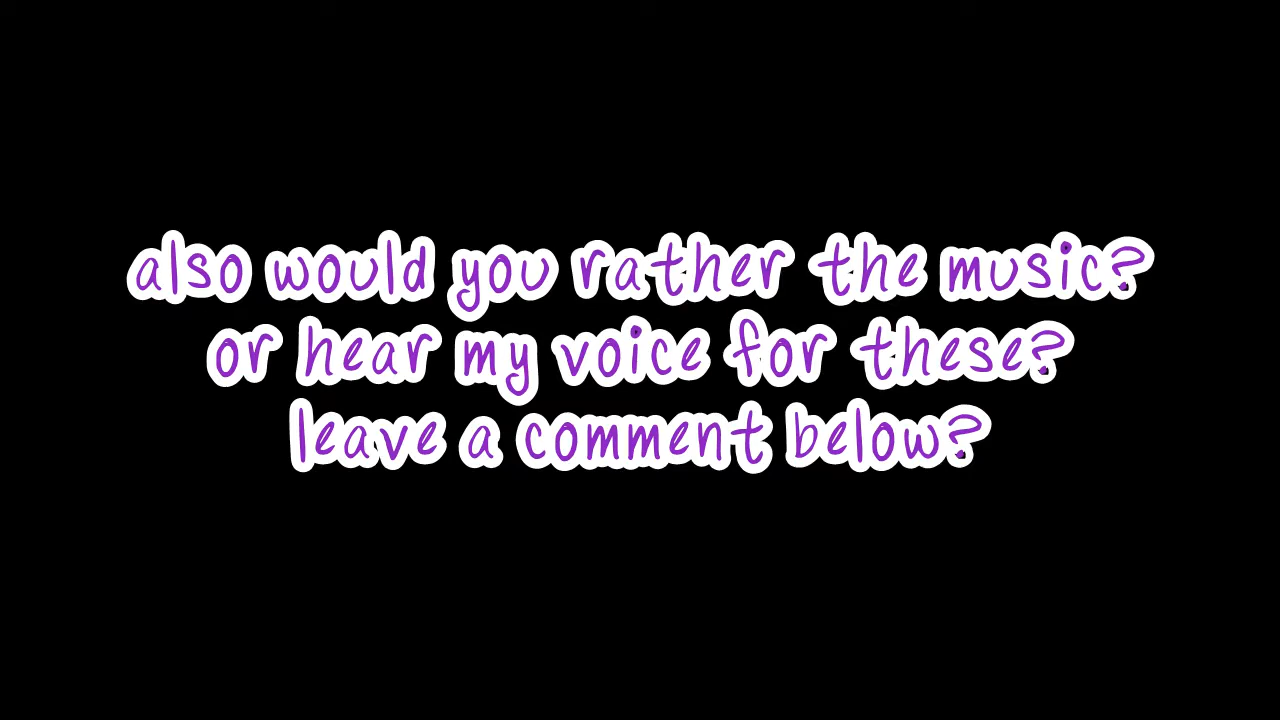 also would you rather the music?
or hear my voice for these?
leave a comment below?